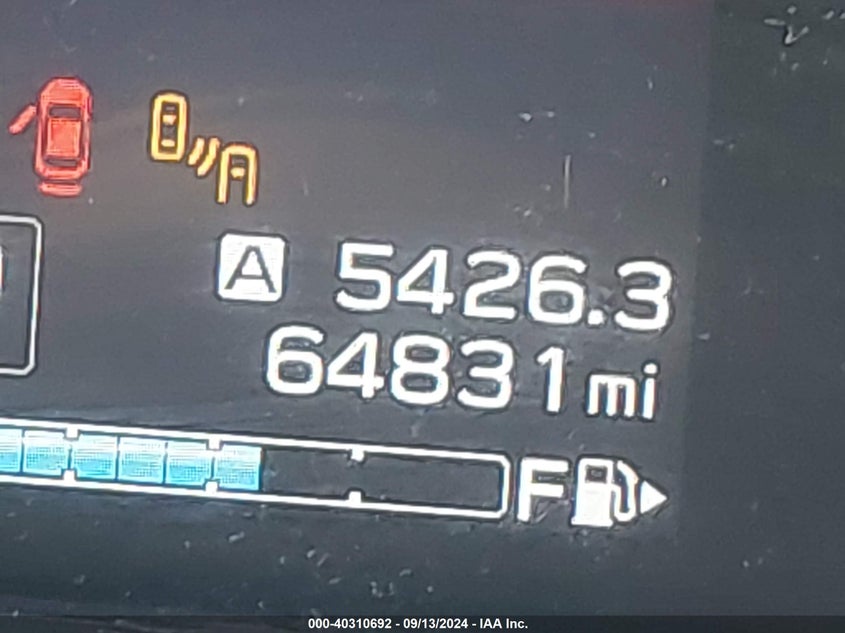 A 5426.3
64831 mi
F
000-40310692 - 09/13/2024 - IAA Inc.